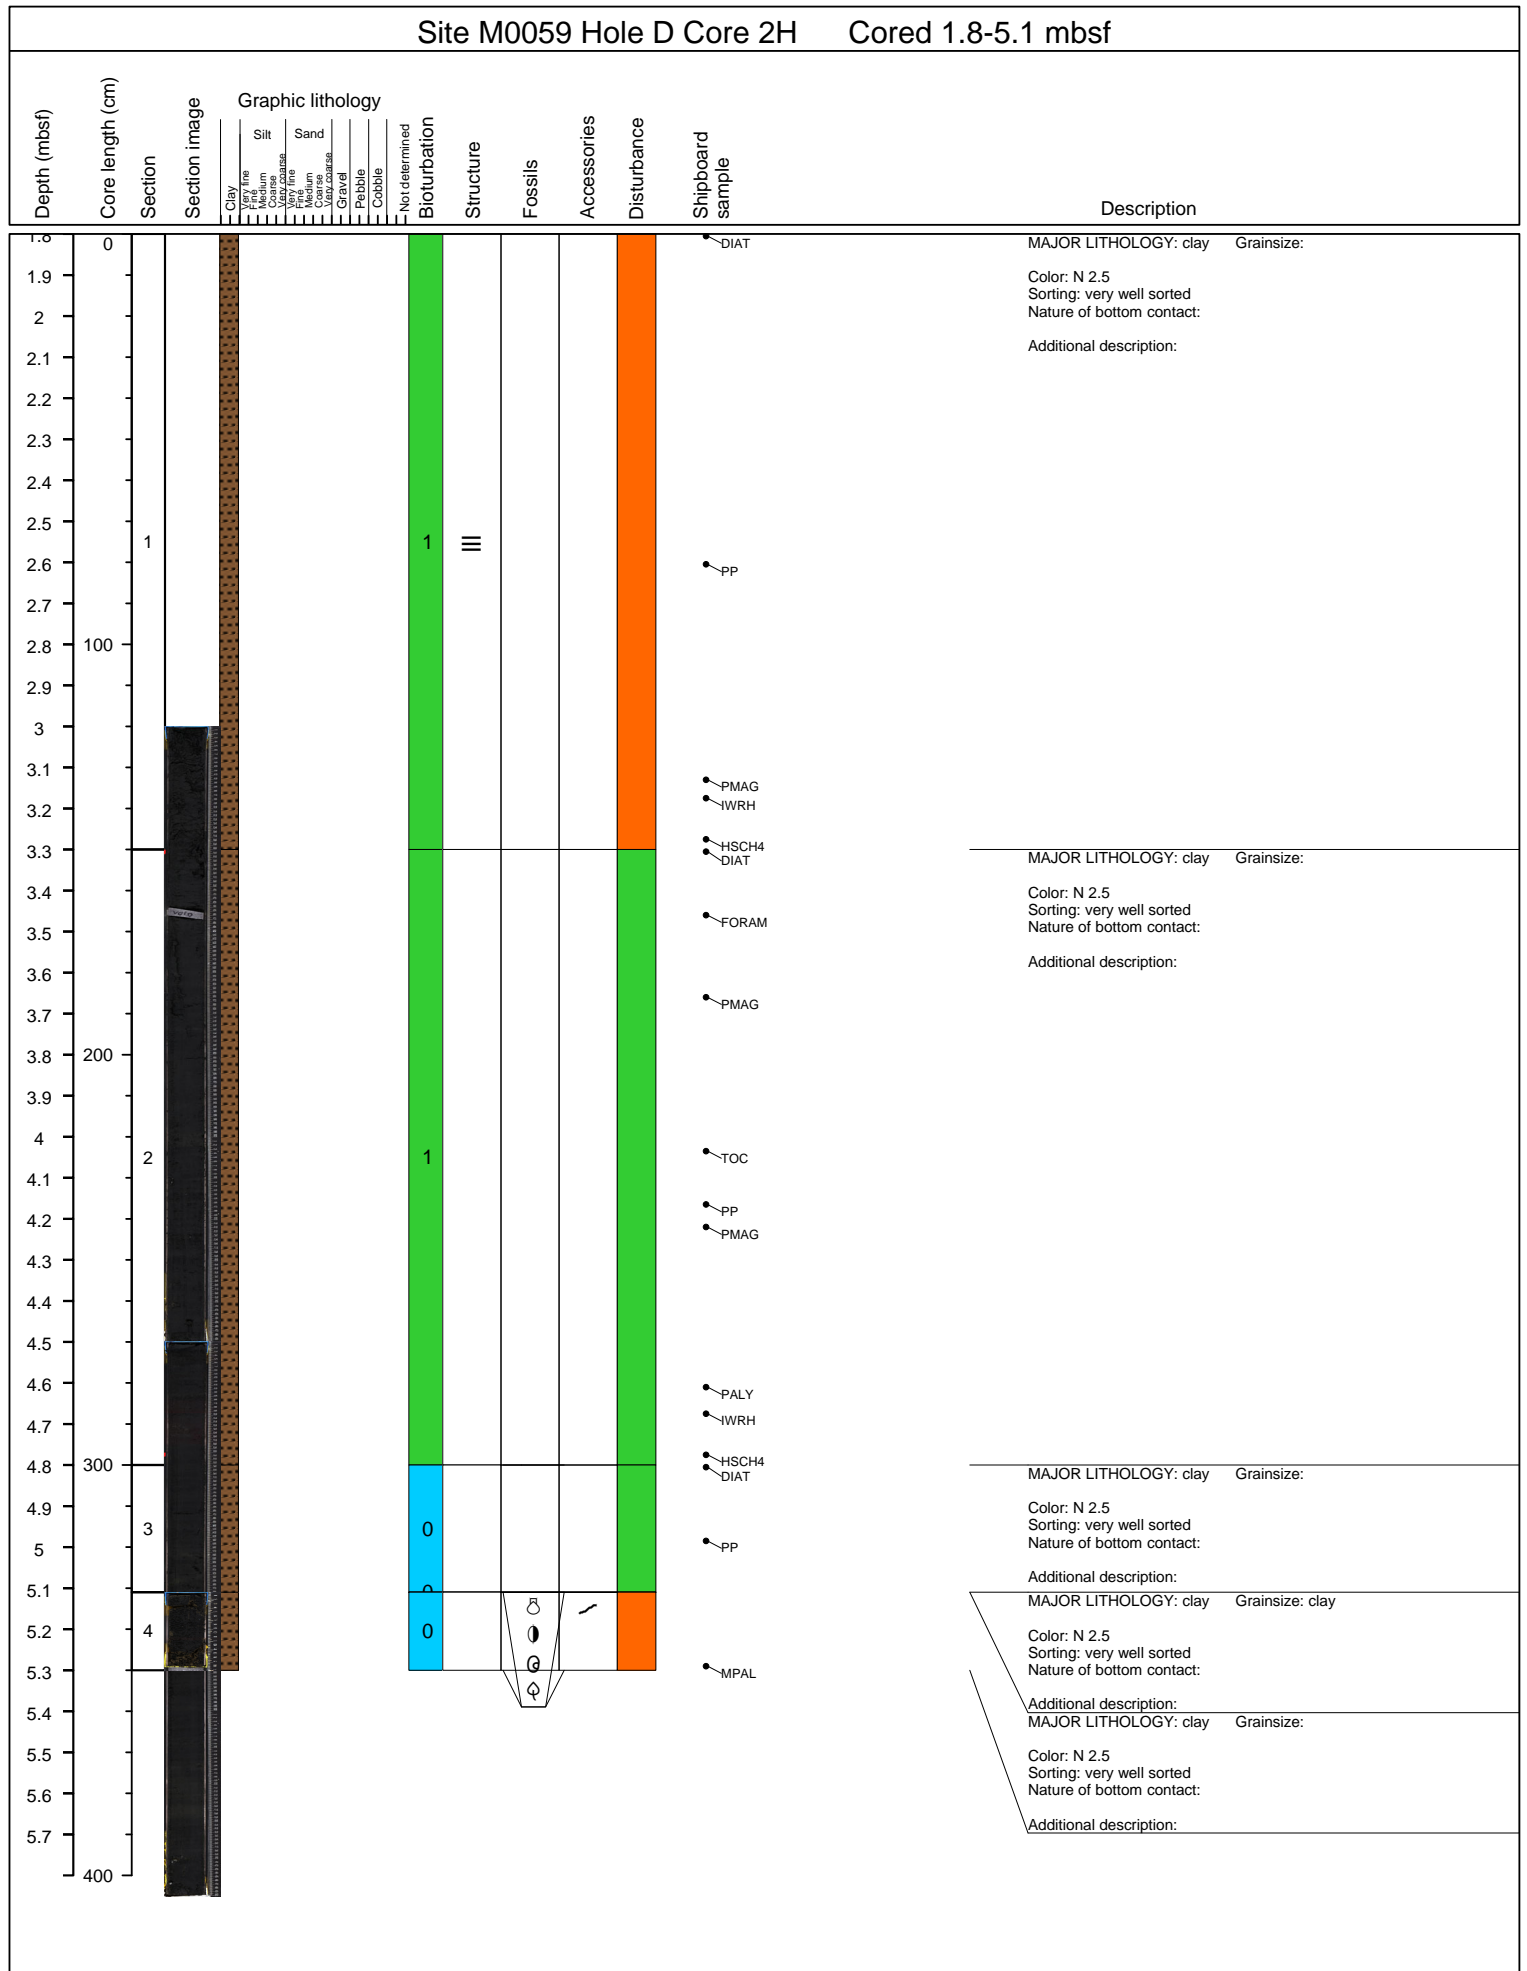 Site M0059 Hole D Core 2H Cored 1.8-5.1 mbsf
Depth (mbsf)
Core length (cm)
Section
Section image
Graphic lithology
Clay
Silt
Very fine
Fine
Medium
Coarse
Very coarse
Sand
Very fine
Fine
Medium
Coarse
Very coarse
Gravel
Pebble
Cobble
Not determined
Bioturbation
Structure
Fossils
Accessories
Disturbance
Shipboard
sample
Description
1.8 0 DIAT MAJOR LITHOLOGY: clay Grainsize:
1.9 Color: N 2.5
Sorting: very well sorted
2 Nature of bottom contact:
2.1 Additional description:
2.2
2.3
2.4
2.5
1 1
2.6 PP
2.7
2.8 100
2.9
3
3.1 PMAG
3.2 IWRH
HSCH4
3.3 DIAT MAJOR LITHOLOGY: clay Grainsize:
3.4 Color: N 2.5
Sorting: very well sorted
3.5 FORAM Nature of bottom contact:
VOID
3.6 Additional description:
3.7 PMAG
3.8 200
3.9
4
2 1 TOC
4.1
4.2 PP
PMAG
4.3
4.4
4.5
4.6 PALY
4.7 IWRH
4.8 300 HSCH4
DIAT MAJOR LITHOLOGY: clay Grainsize:
4.9 Color: N 2.5
3 0 Sorting: very well sorted
5 PP Nature of bottom contact:
5.1 0 Additional description:
MAJOR LITHOLOGY: clay Grainsize: clay
5.2 4 0 Color: N 2.5
Sorting: very well sorted
5.3 MPAL Nature of bottom contact:
5.4 Additional description:
MAJOR LITHOLOGY: clay Grainsize:
5.5 Color: N 2.5
Sorting: very well sorted
5.6 Nature of bottom contact:
5.7 Additional description:
400